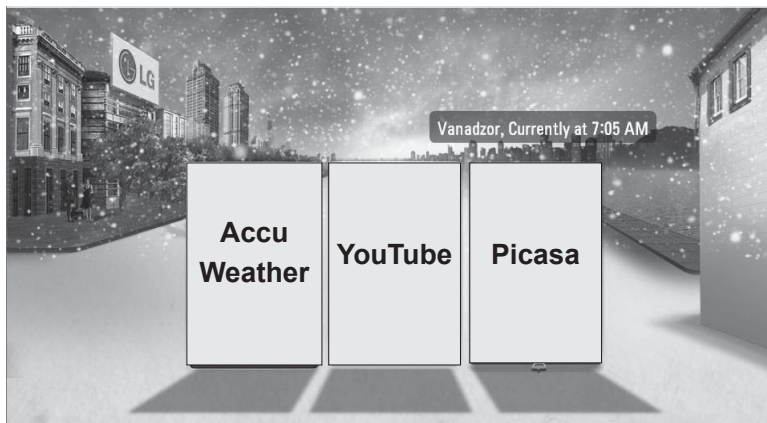 LG
Vanadzor, Currently at 7:05 AM
Accu
Weather
YouTube
Picasa